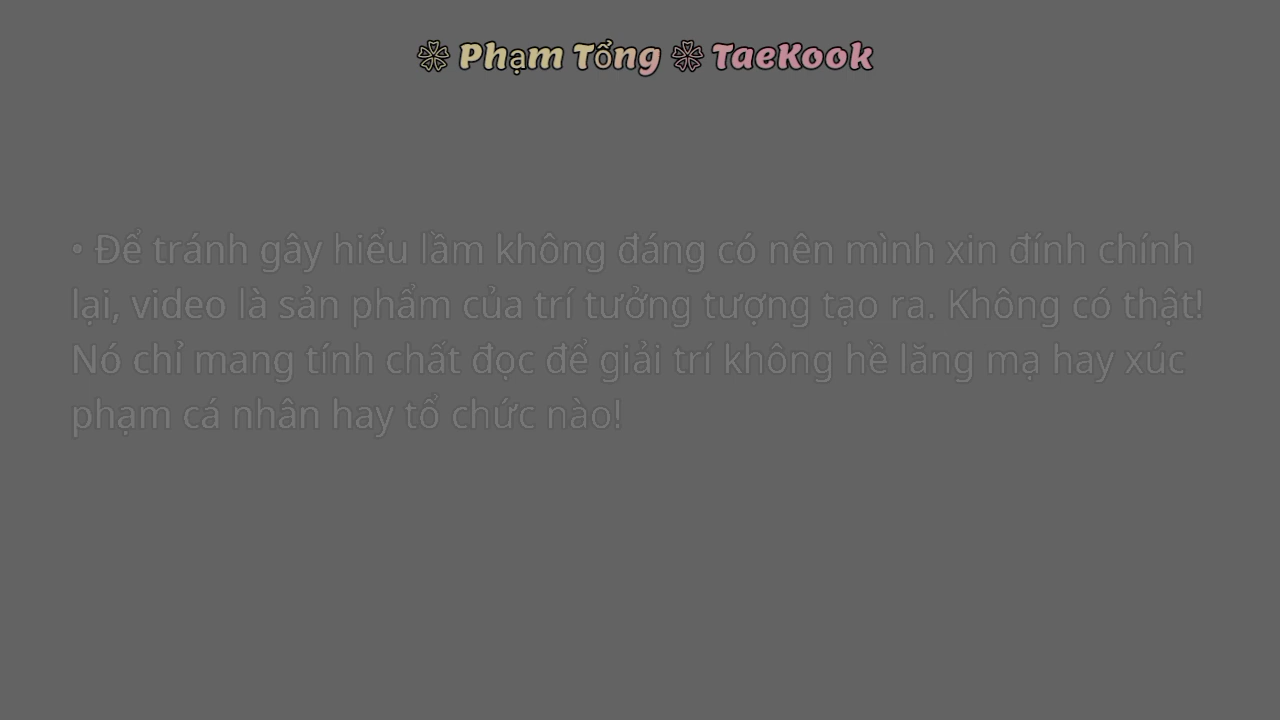 Phạm Tổng TaeKook
• Để tránh gây hiểu lầm không đáng có nên mình xin đính chính
lại, video là sản phẩm của trí tưởng tượng tạo ra. Không có thật!
Nó chỉ mang tính chất đọc để giải trí không hề lăng mạ hay xúc
phạm cá nhân hay tổ chức nào!